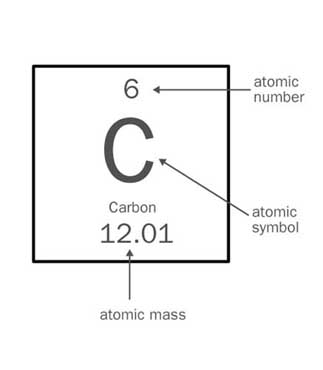 6
atomic
number
C
Carbon
12.01
atomic
symbol
atomic mass